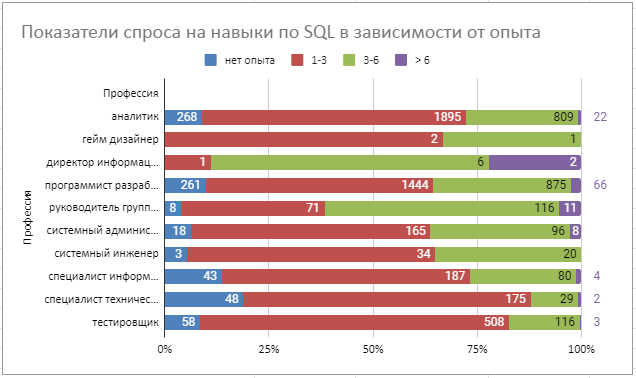 Показатели спроса на навыки по SQL в зависимости от опыта
нет опыта 1-3 3-6 > 6
Профессия
Профессия
аналитик 268 1895 809 22
гейм дизайнер 2 1
директор информац... 1 6 2
программист разраб... 261 1444 875 66
руководитель групп... 8 71 116 11
системный админис... 18 165 96 8
системный инженер 3 34 20
специалист информ... 43 187 80 4
специалист техничес... 48 175 29 2
тестировщик 58 508 116 3
0% 25% 50% 75% 100%